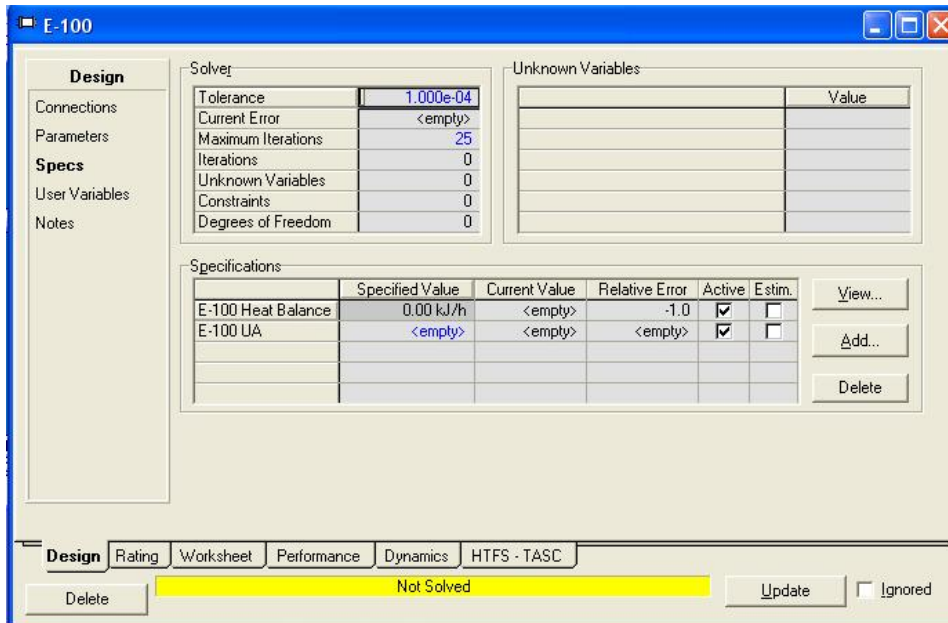 E-100
Design
Connections
Parameters
Specs
User Variables
Notes
Solver
Tolerance 1.000e-04
Current Error <empty>
Maximum Iterations 25
Iterations 0
Unknown Variables 0
Constraints 0
Degrees of Freedom 0
Unknown Variables
Value
Specifications
Specified Value Current Value Relative Error Active Estim.
E-100 Heat Balance 0.00 kJ/h <empty> -1.0
E-100 UA <empty> <empty> <empty>
View...
Add...
Delete
Design Rating Worksheet Performance Dynamics HTFS - TASC
Delete Not Solved Update Ignored